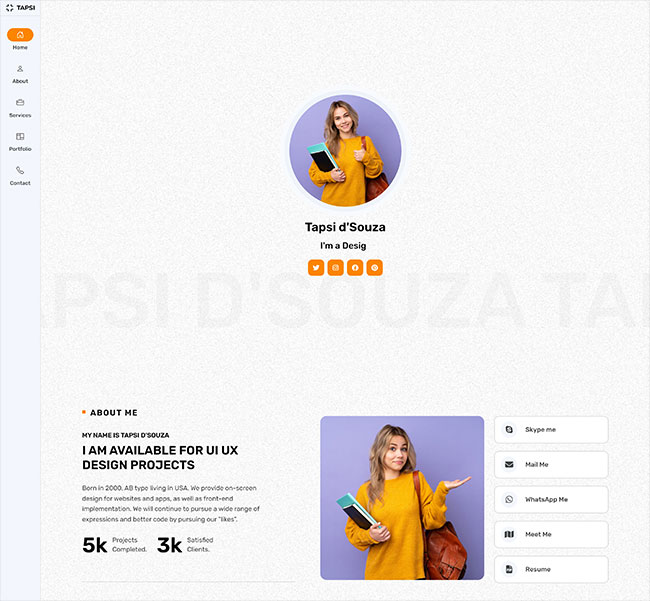 TAPSI
Home
About
Services
Portfolio
Contact
Tapsi d'Souza
I'm a Desig
TAPSI D'SOUZA TA
ABOUT ME
MY NAME IS TAPSI D'SOUZA
I AM AVAILABLE FOR UI UX
DESIGN PROJECTS
Born in 2000. AB type living in USA. We provide on-screen
design for websites and apps, as well as front-end
implementation. We will continue to pursue a wide range of
expressions and better code by pursuing our "likes".
5k Projects
Completed.
3k Satisfied
Clients.
Skype me
Mail Me
WhatsApp Me
Meet Me
Resume